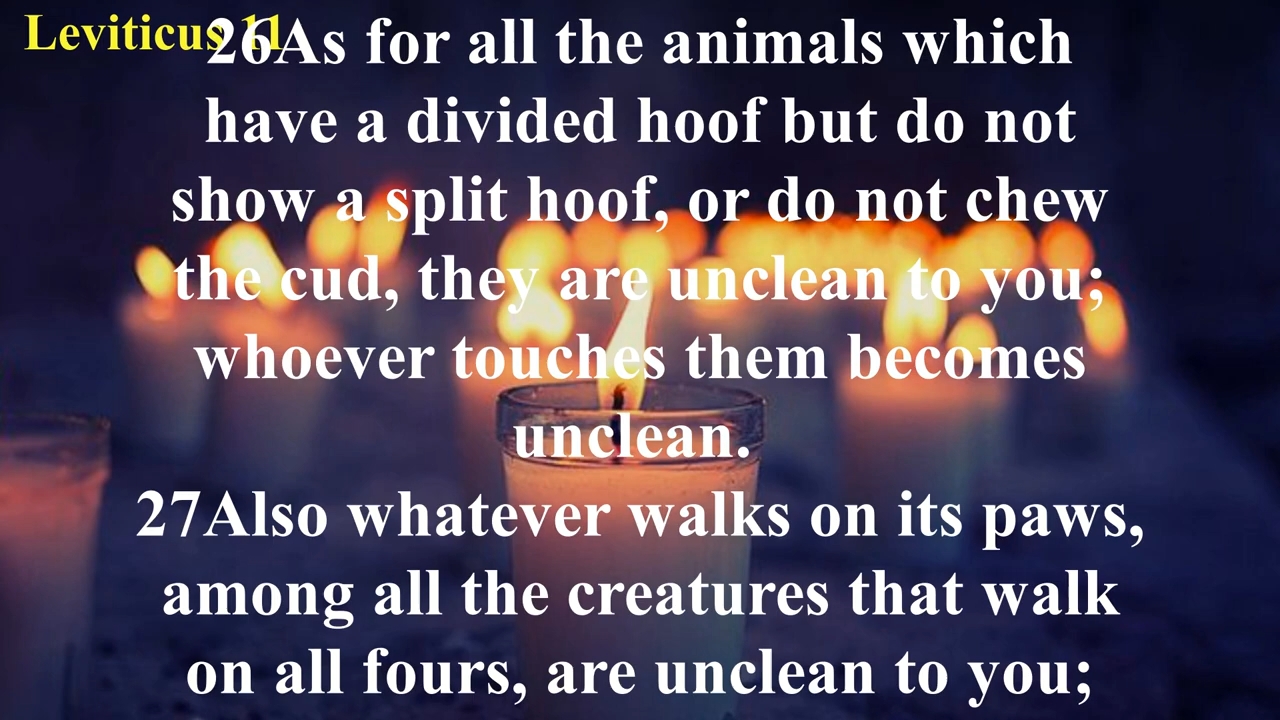 Leviticus 11
26As for all the animals which
have a divided hoof but do not
show a split hoof, or do not chew
the cud, they are unclean to you;
whoever touches them becomes
unclean.
27Also whatever walks on its paws,
among all the creatures that walk
on all fours, are unclean to you;